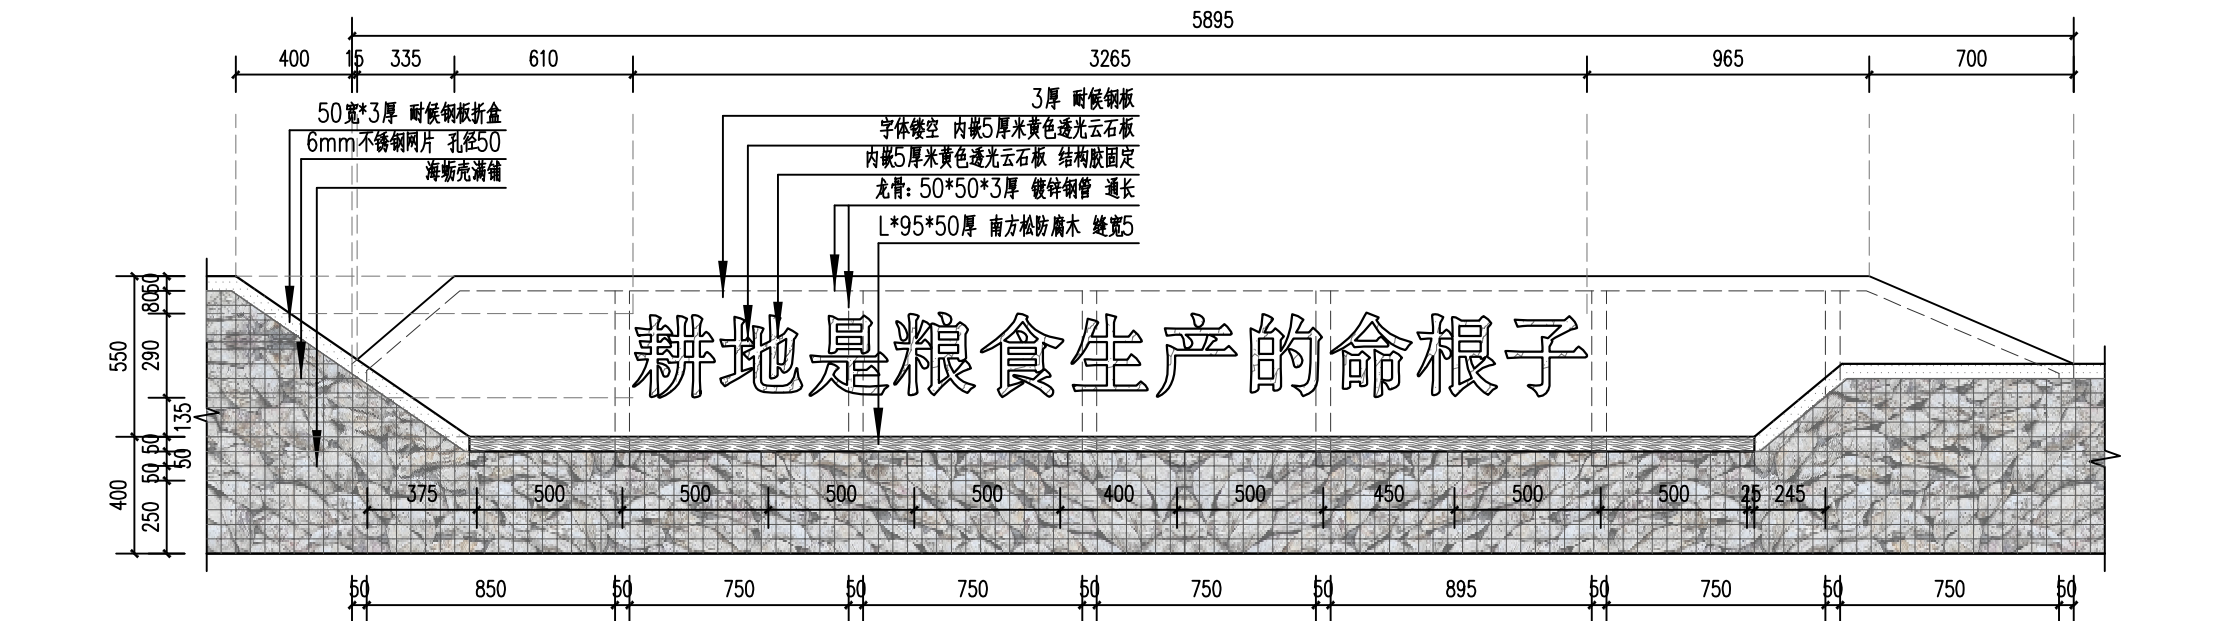 5895
400 15 335 610 3265 965 700
50宽*3厚 耐候钢板折盒
6mm不锈钢网片 孔径50
海蛎壳满铺
3厚 耐候钢板
字体镂空 内嵌5厚米黄色透光云石板
内嵌5厚米黄色透光云石板 结构胶固定
龙骨：50*50*3厚 镀锌钢管 通长
L*95*50厚 南方松防腐木 缝宽5
550
400
50
80
290
135
50
50
50
250
耕地是粮食生产的命根子
375 500 500 500 500 400 500 450 500 500 25 245
50 850 50 750 50 750 50 750 50 895 50 750 50 750 50